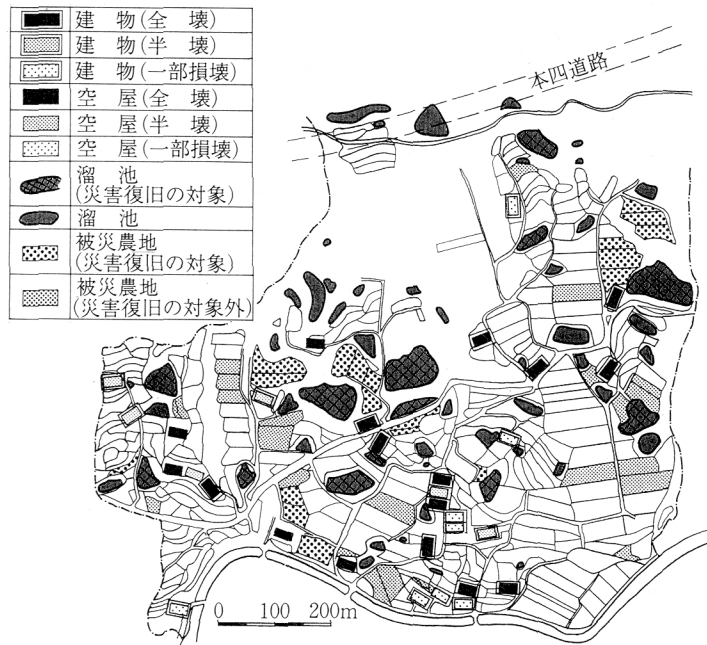 建物(全壊)
建物(半壊)
建物(一部損壊)
空屋(全壊)
空屋(半壊)
空屋(一部損壊)
溜池
(災害復旧の対象)
溜池
被災農地
(災害復旧の対象)
被災農地
(災害復旧の対象外)
本四道路
0 100 200m